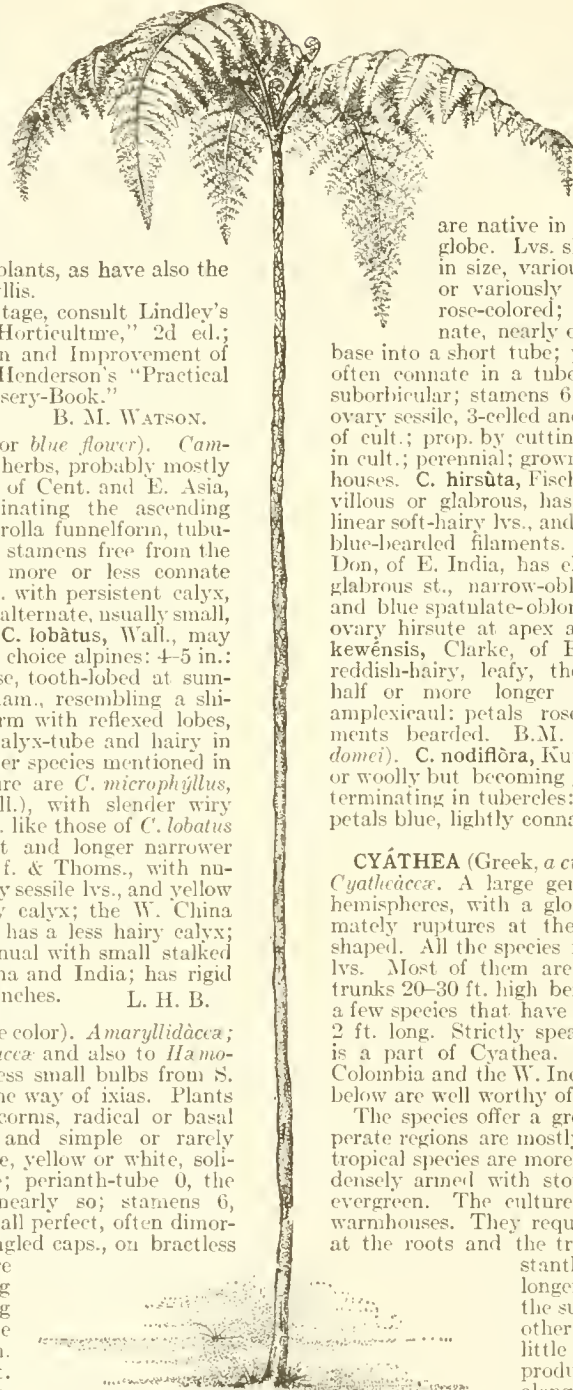 plants, as have also the
llis.
tage, consult Lindley's
Horticulture," 2d ed.;
n and Improvement of
Henderson's "Practical
sery-Book."
B. M. WATSON.
or blue flower). Cam-
herbs, probably mostly
of Cent. and E. Asia,
inating the ascending
rolla funnelform, tubu-
stamens free from the
more or less connate
. with persistent calyx,
alternate, usually small,
C. lobàtus, Wall., may
choice alpines: 4–5 in.:
se, tooth-lobed at sum-
iam., resembling a shi-
rm with reflexed lobes,
alyx-tube and hairy in
er species mentioned in
ure are C. microphýllus,
ll.), with slender wiry
. like those of C. lobatus
t and longer narrower
f. & Thoms., with nu-
y sessile lvs., and yellow
y calyx; the W. China
has a less hairy calyx;
nual with small stalked
na and India; has rigid
nches. L. H. B.
e color). Amaryllidàceæ;
aceæ and also to Hæmo-
ess small bulbs from S.
he way of ixias. Plants
corms, radical or basal
and simple or rarely
e, yellow or white, soli-
; perianth-tube 0, the
nearly so; stamens 6,
all perfect, often dimor-
ngled caps., on bractless
re
g
g
e
n.
t.
are native in
globe. Lvs. s
in size, variou
or variously
rose-colored;
nate, nearly e
base into a short tube;
often connate in a tube
suborbicular; stamens 6
ovary sessile, 3-celled and
of cult.; prop. by cuttin
in cult.; perennial; grown
houses. C. hirsùta, Fisch
villous or glabrous, has
linear soft-hairy lvs., and
blue-bearded filaments.
Don, of E. India, has e
glabrous st., narrow-obl
and blue spatulate-oblon
ovary hirsute at apex a
kewénsis, Clarke, of E
reddish-hairy, leafy, the
half or more longer
amplexicaul: petals rose
ments bearded. B.M.
domei). C. nodiflòra, Ku
or woolly but becoming
terminating in tubercles:
petals blue, lightly conna
CYÁTHEA (Greek, a cu
Cyatheàceæ. A large gen
hemispheres, with a glo
mately ruptures at the
shaped. All the species
lvs. Most of them are
trunks 20–30 ft. high be
a few species that have
2 ft. long. Strictly spea
is a part of Cyathea.
Colombia and the W. Ind
below are well worthy of
The species offer a gre
perate regions are mostly
tropical species are more
densely armed with sto
evergreen. The culture
warmhouses. They requ
at the roots and the tr
stantl
longe
the su
other
little
produ